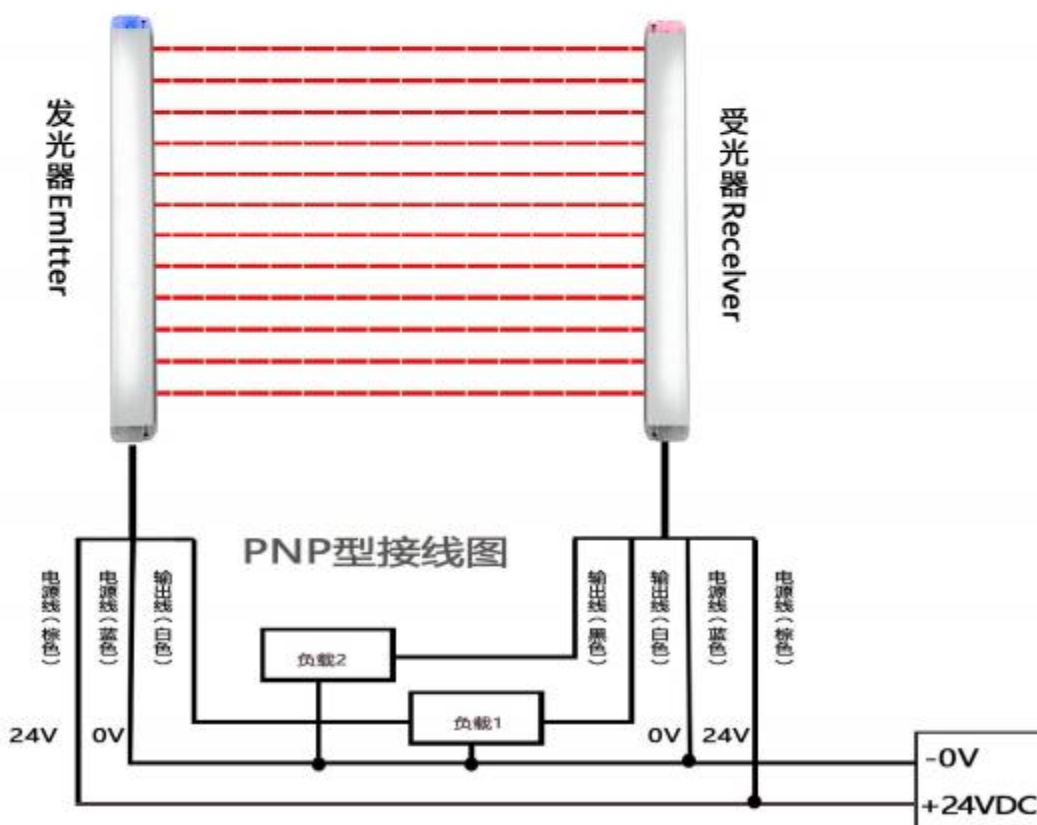 发光器Emltter
受光器Recelver
PNP型接线图
电源线(棕色)
电源线(蓝色)
输出线(白色)
输出线(黑色)
输出线(白色)
电源线(蓝色)
电源线(棕色)
负载2
负载1
24V
0V
0V
24V
-0V
+24VDC